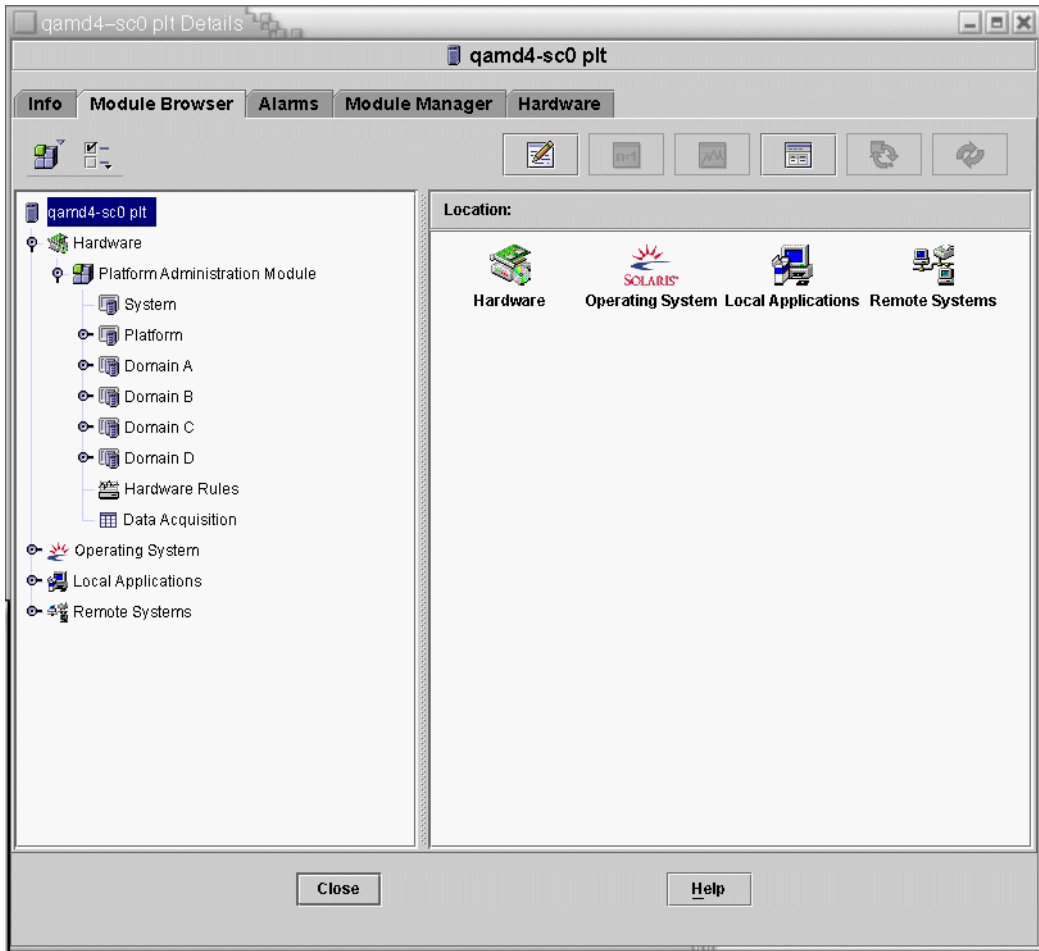 qamd4-sc0 plt Details
qamd4-sc0 plt
Info Module Browser Alarms Module Manager Hardware
n=1
qamd4-sc0 plt
Hardware
Platform Administration Module
System
Platform
Domain A
Domain B
Domain C
Domain D
Hardware Rules
Data Acquisition
Operating System
Local Applications
Remote Systems
Location:
SOLARIS
Hardware Operating System Local Applications Remote Systems
Close Help